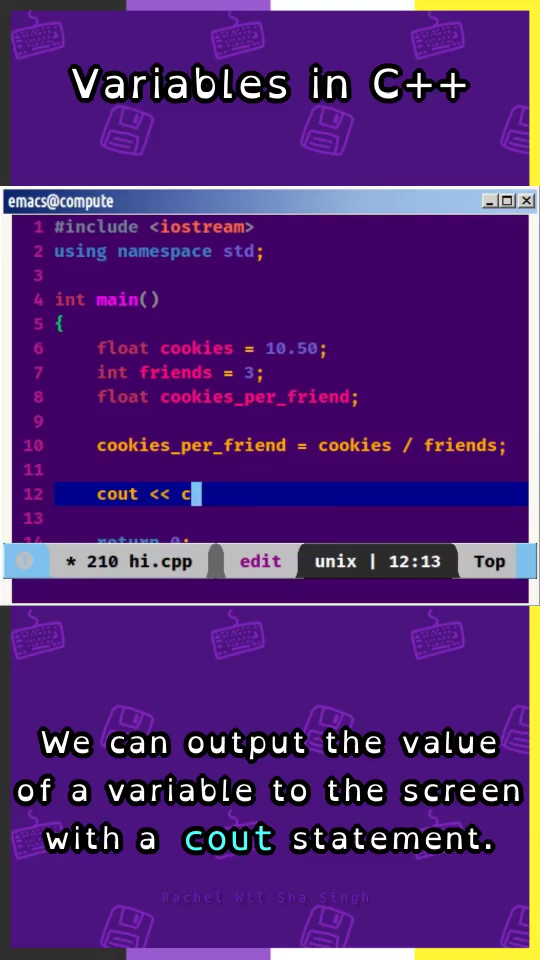 Variables in C++
emacs@compute
1 #include <iostream>
2 using namespace std;
3
4 int main()
5 {
6     float cookies = 10.50;
7     int friends = 3;
8     float cookies_per_friend;
9
10     cookies_per_friend = cookies / friends;
11
12     cout << c
13
14     return 0;
* 210 hi.cpp edit unix | 12:13 Top
We can output the value
of a variable to the screen
with a cout statement.
Rachel Wil Sha Singh